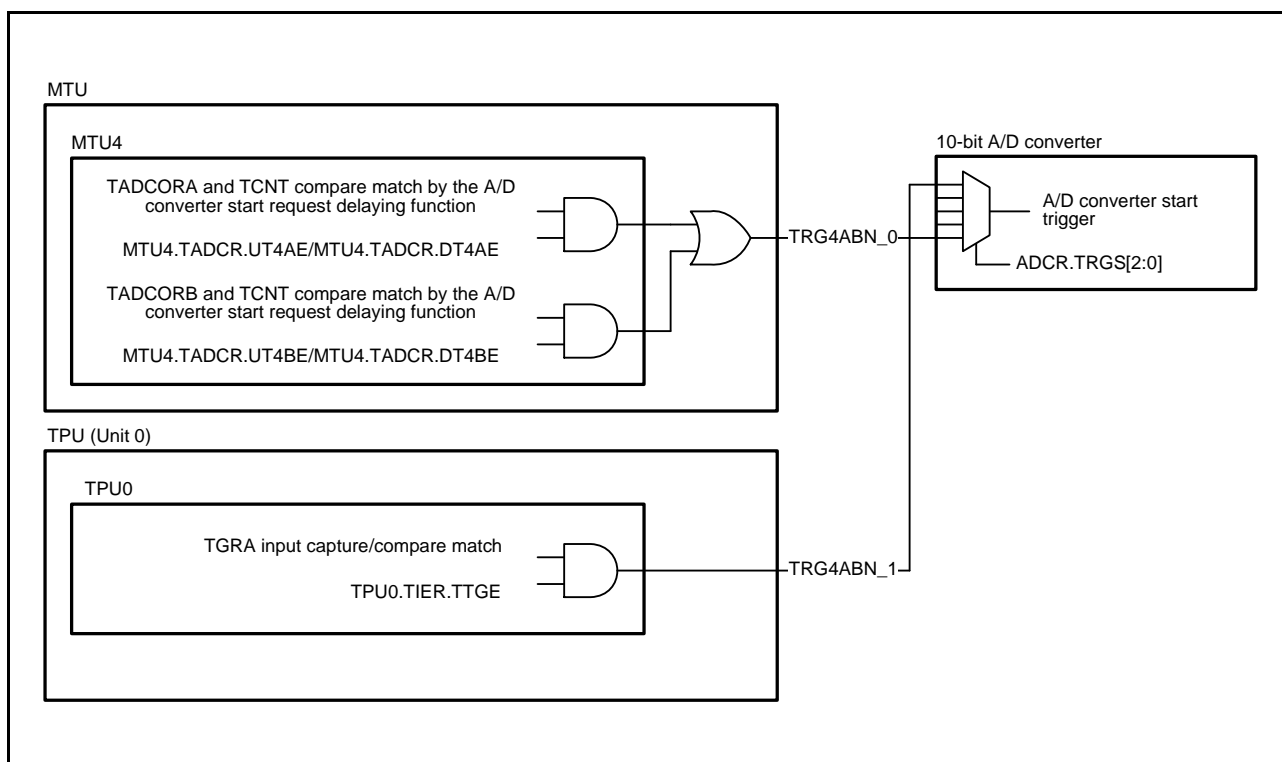 MTU
MTU4
TADCORA and TCNT compare match by the A/D
converter start request delaying function
MTU4.TADCR.UT4AE/MTU4.TADCR.DT4AE
TADCORB and TCNT compare match by the A/D
converter start request delaying function
MTU4.TADCR.UT4BE/MTU4.TADCR.DT4BE
TRG4ABN_0
10-bit A/D converter
A/D converter start
trigger
ADCR.TRGS[2:0]
TPU (Unit 0)
TPU0
TGRA input capture/compare match
TPU0.TIER.TTGE
TRG4ABN_1